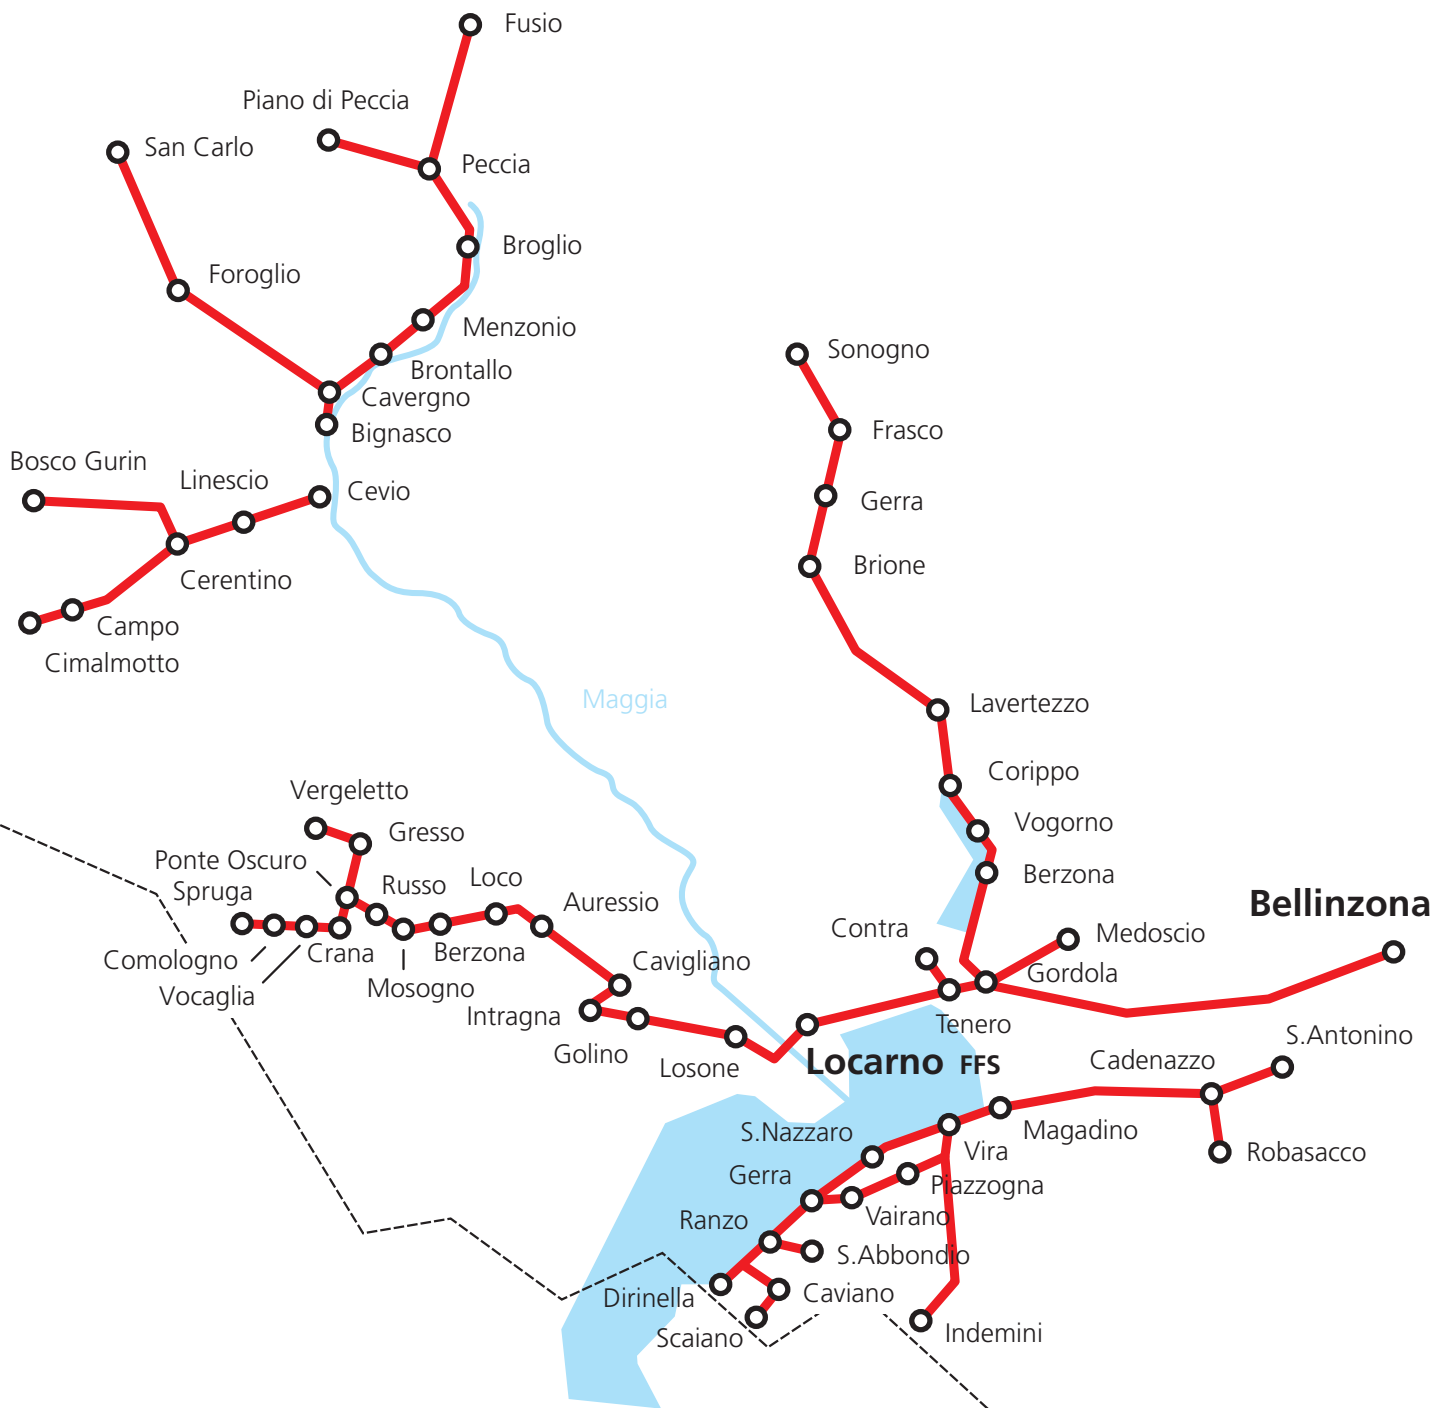 Fusio
Piano di Peccia
San Carlo
Peccia
Broglio
Foroglio
Menzonio
Sonogno
Brontallo
Cavergno
Frasco
Bignasco
Bosco Gurin
Linescio
Cevio
Gerra
Brione
Cerentino
Campo
Cimalmotto
Maggia
Lavertezzo
Corippo
Vergeletto
Vogorno
Gresso
Ponte Oscuro
Spruga
Russo
Loco
Berzona
Auressio
Bellinzona
Contra
Medoscio
Comologno
Crana
Berzona
Cavigliano
Gordola
Vocaglia
Mosogno
Intragna
Tenero
S.Antonino
Golino
Losone
Locarno FFS
Cadenazzo
S.Nazzaro
Magadino
Vira
Robasacco
Gerra
Piazzogna
Ranzo
Vairano
S.Abbondio
Dirinella
Caviano
Scaiano
Indemini